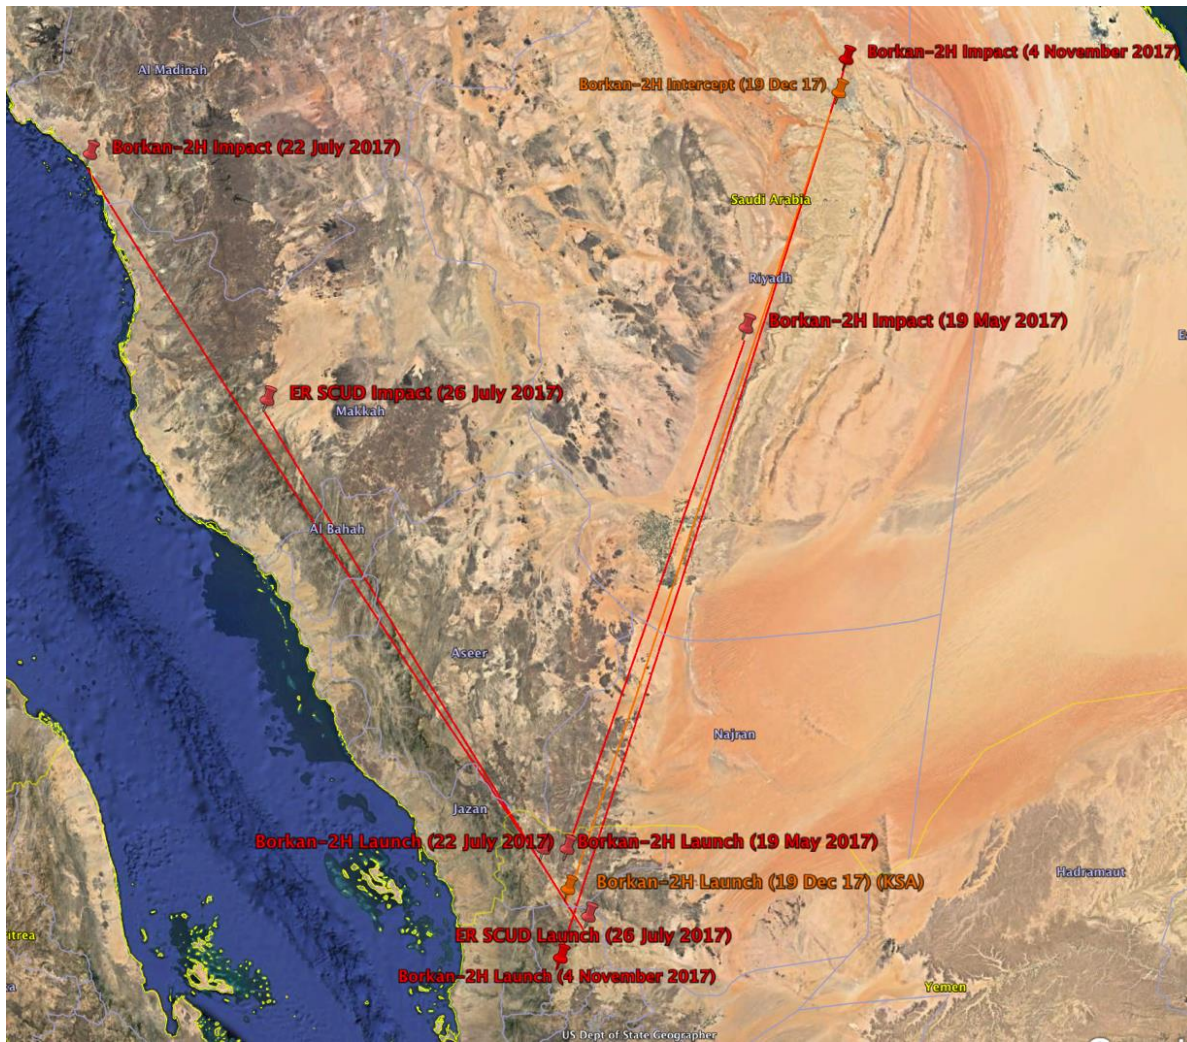 Borkan-2H Impact (4 November 2017)
Al Madinah
Borkan-2H Intercept (19 Dec 17)
Borkan-2H Impact (22 July 2017)
Saudi Arabia
Riyadh
Borkan-2H Impact (19 May 2017)
ER SCUD Impact (26 July 2017)
Makkah
Al Bahah
Aseer
Najran
Jazan
Borkan-2H Launch (22 July 2017)
Borkan-2H Launch (19 May 2017)
Hadramaut
Borkan-2H Launch (19 Dec 17) (KSA)
ER SCUD Launch (26 July 2017)
itrea
Borkan-2H Launch (4 November 2017)
Yemen
US Dept of State Geographer